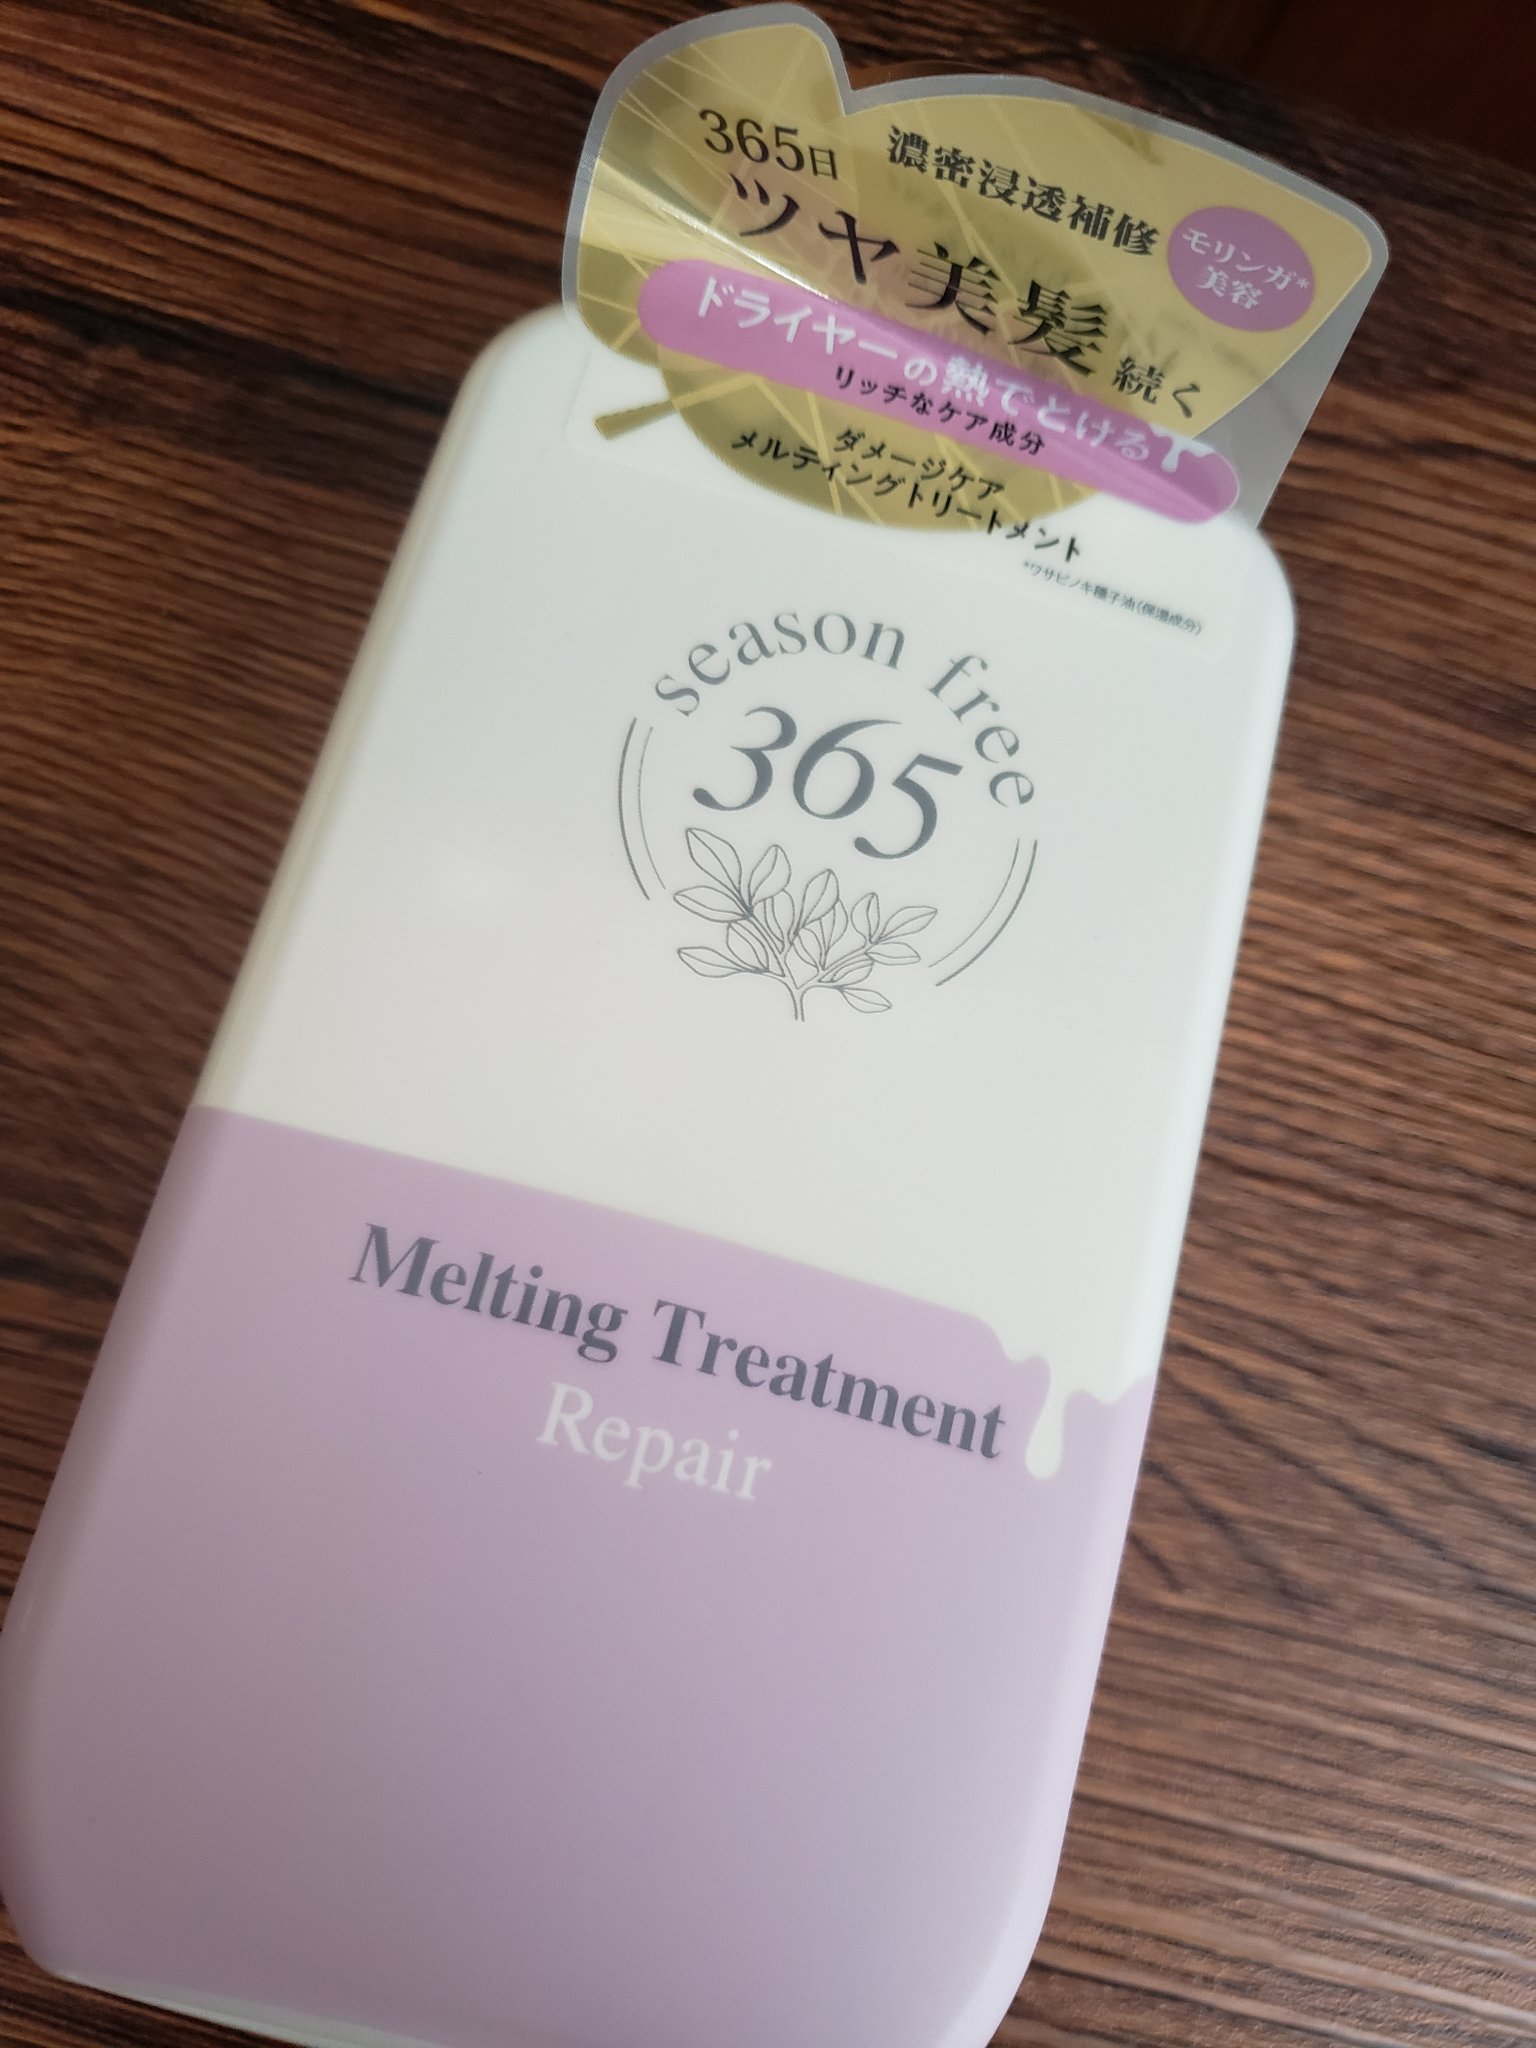 365日
濃密浸透補修
モリンガ*
美容
ツヤ美髪続く
ドライヤーの熱でとける
リッチなケア成分
ダメージケア
メルティングトリートメント
*ワサビノキ種子油(保湿成分)
season free
365
Melting Treatment
Repair